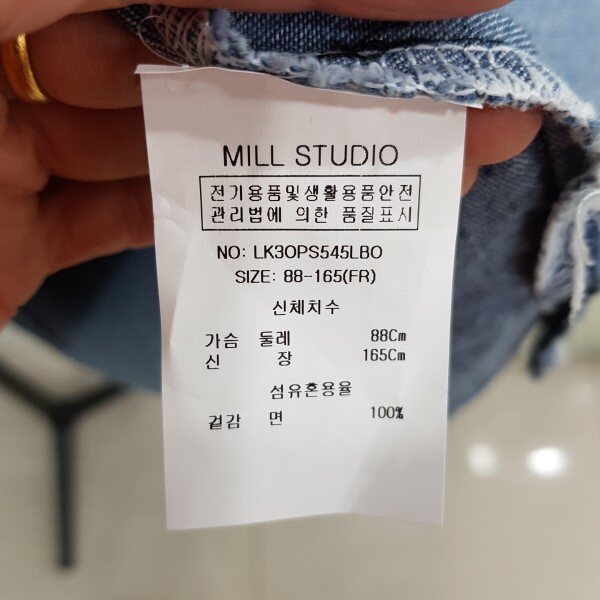 MILL STUDIO
전기용품및생활용품안전
관리법에 의한 품질표시
NO: LK3OPS545LBO
SIZE: 88-165(FR)
신체치수
가슴 둘레 88Cm
신 장 165Cm
섬유혼용율
겉감 면 100%